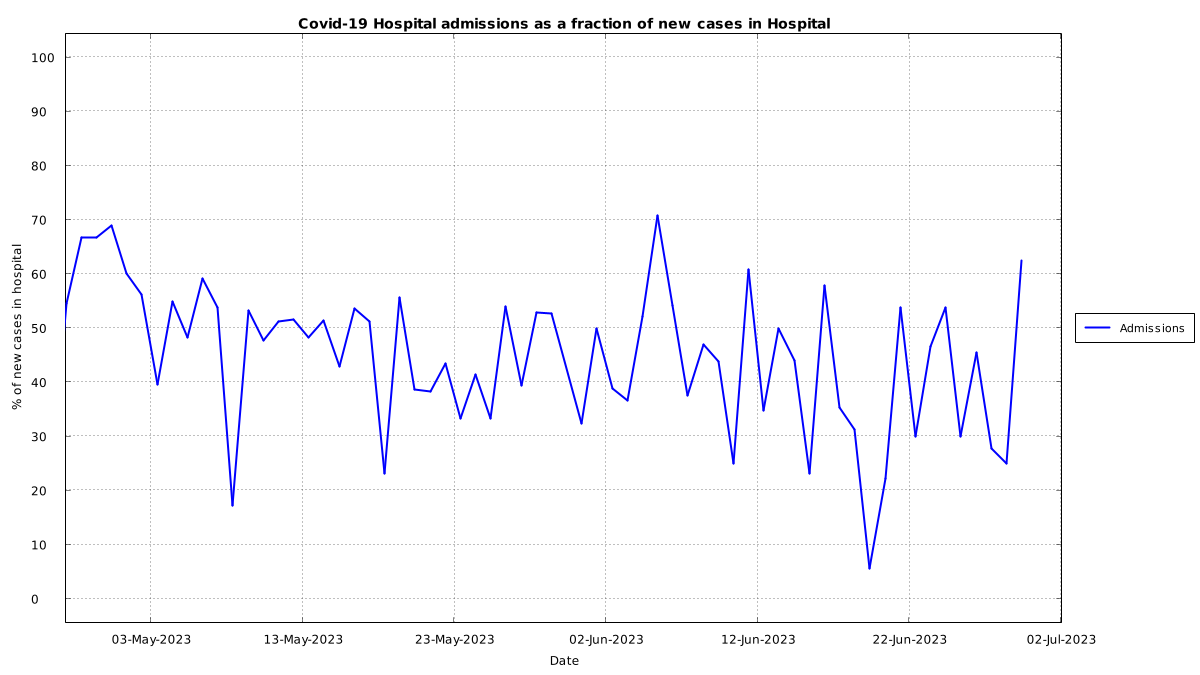 Covid-19 Hospital admissions as a fraction of new cases in Hospital
100
90
80
70
60
50
40
30
20
10
0
% of new cases in hospital
03-May-2023
13-May-2023
23-May-2023
02-Jun-2023
12-Jun-2023
22-Jun-2023
02-Jul-2023
Date
Admissions